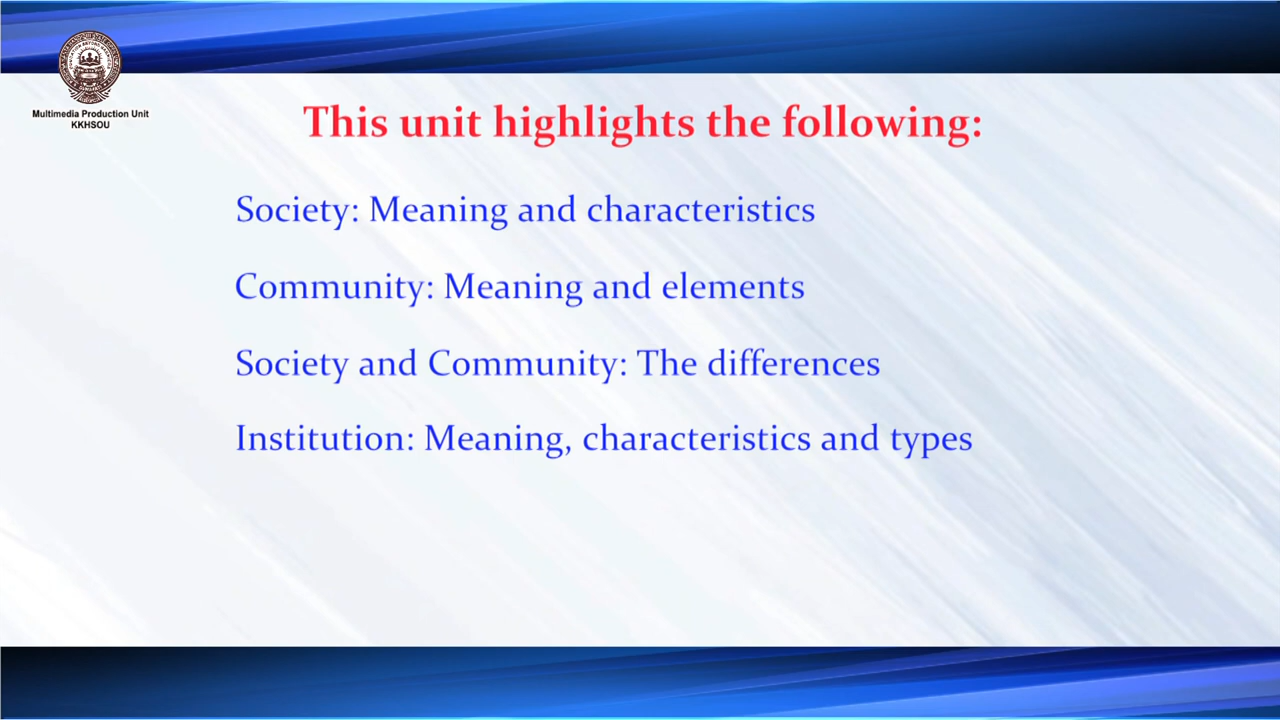 Multimedia Production Unit
KKHSOU
This unit highlights the following:
Society: Meaning and characteristics
Community: Meaning and elements
Society and Community: The differences
Institution: Meaning, characteristics and types